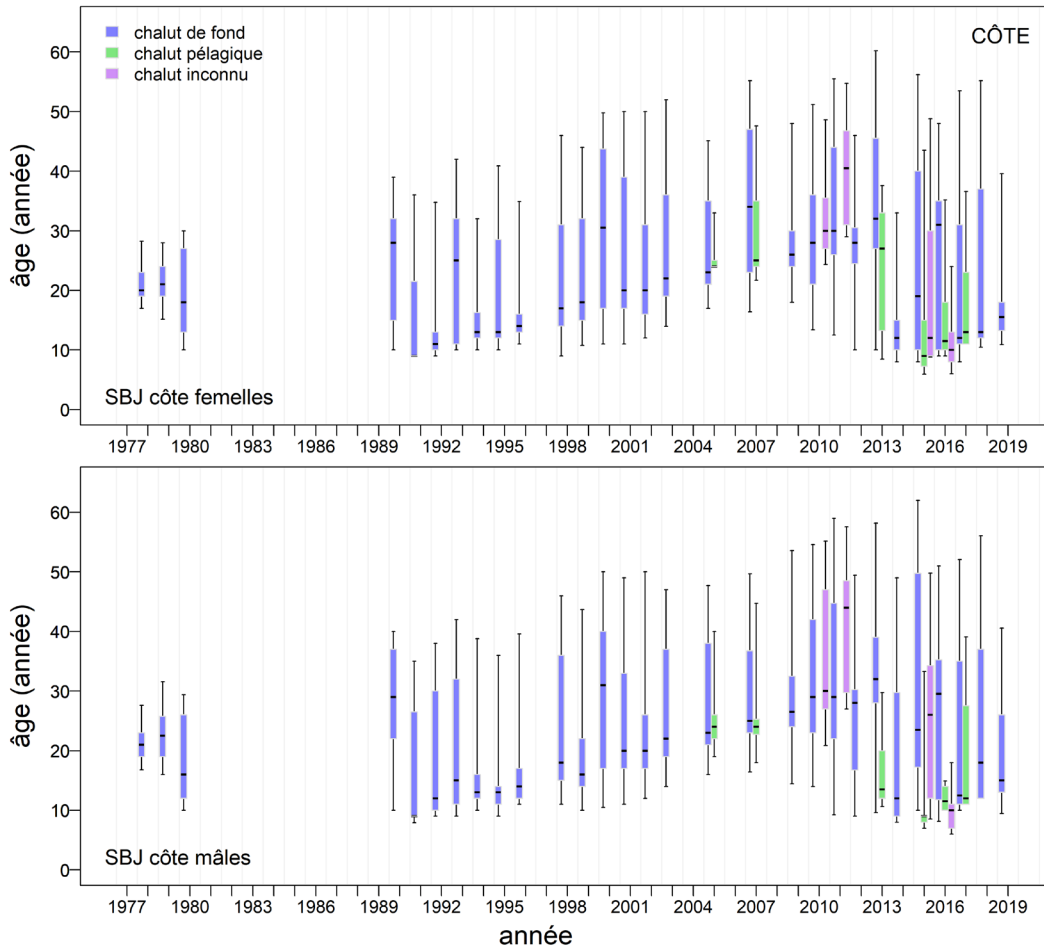 chalut de fond
chalut pélagique
chalut inconnu
CÔTE
60
50
40
30
20
10
0
âge (année)
SBJ côte femelles
1977 1980 1983 1986 1989 1992 1995 1998 2001 2004 2007 2010 2013 2016 2019
60
50
40
30
20
10
0
âge (année)
SBJ côte mâles
1977 1980 1983 1986 1989 1992 1995 1998 2001 2004 2007 2010 2013 2016 2019
année